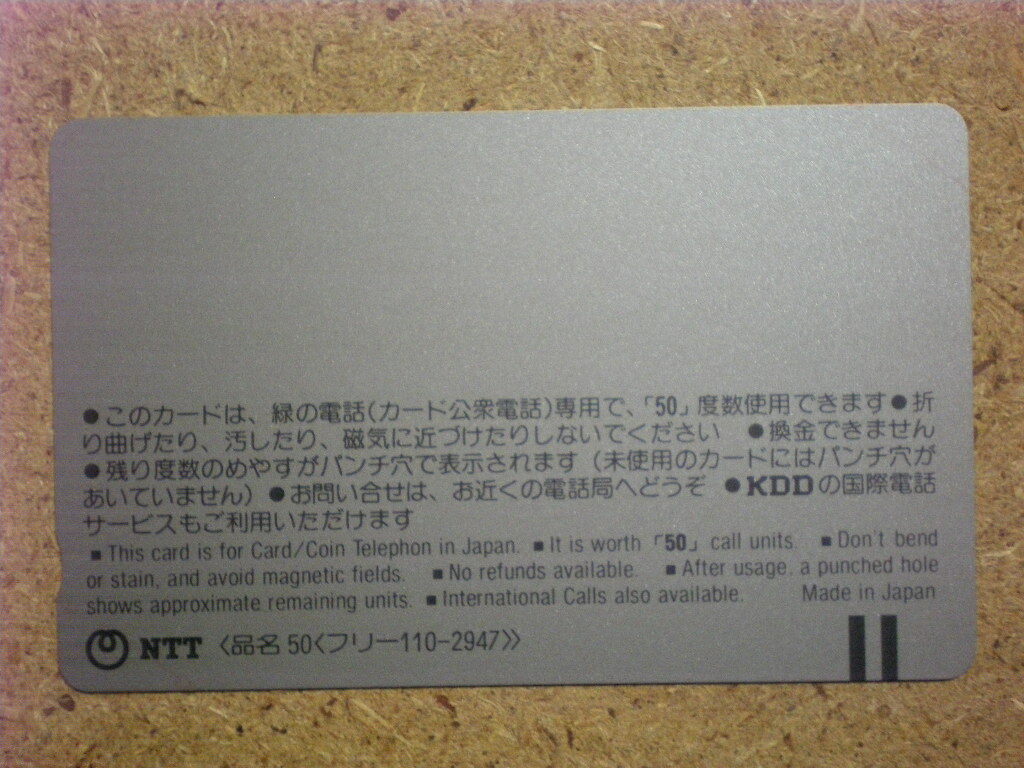 ●このカードは、緑の電話(カード公衆電話)専用で、「50」度数使用できます●折
り曲げたり、汚したり、磁気に近づけたりしないでください ●換金できません
●残り度数のめやすがパンチ穴で表示されます(未使用のカードにはパンチ穴が
あいていません)●お問い合せは、お近くの電話局へどうぞ ●KDDの国際電話
サービスもご利用いただけます
■This card is for Card/Coin Telephon in Japan. ■It is worth「50」call units. ■Don't bend
or stain, and avoid magnetic fields. ■No refunds available. ■After usage, a punched hole
shows approximate remaining units. ■International Calls also available. Made in Japan
NTT 〈品名 50〈フリー110-2947〉〉